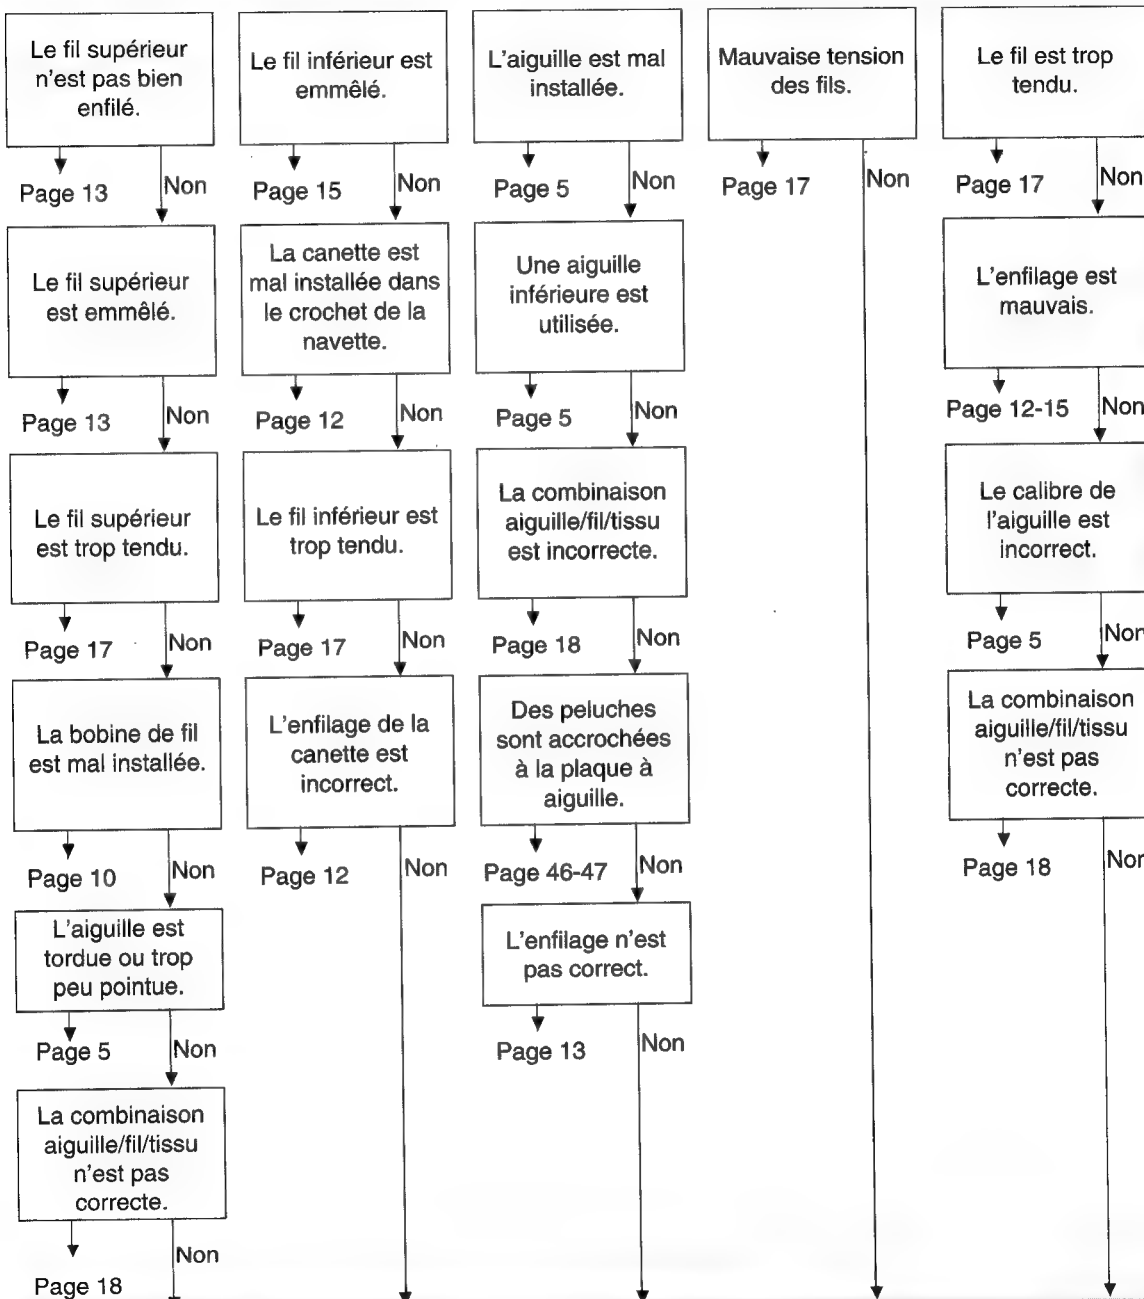 Le fil supérieur
n'est pas bien
enfilé.
Page 13
Non
Le fil supérieur
est emmêlé.
Page 13
Non
Le fil supérieur
est trop tendu.
Page 17
Non
La bobine de fil
est mal installée.
Page 10
Non
L'aiguille est
tordue ou trop
peu pointue.
Page 5
Non
La combinaison
aiguille/fil/tissu
n'est pas
correcte.
Page 18
Non
Le fil inférieur est
emmêlé.
Page 15
Non
La canette est
mal installée dans
le crochet de la
navette.
Page 12
Non
Le fil inférieur est
trop tendu.
Page 17
Non
L'enfilage de la
canette est
incorrect.
Page 12
Non
L'aiguille est mal
installée.
Page 5
Non
Une aiguille
inférieure est
utilisée.
Page 5
Non
La combinaison
aiguille/fil/tissu
est incorrecte.
Page 18
Non
Des peluches
sont accrochées
à la plaque à
aiguille.
Page 46-47
Non
L'enfilage n'est
pas correct.
Page 13
Non
Mauvaise tension
des fils.
Page 17
Non
Le fil est trop
tendu.
Page 17
Non
L'enfilage est
mauvais.
Page 12-15
Non
Le calibre de
l'aiguille est
incorrect.
Page 5
Non
La combinaison
aiguille/fil/tissu
n'est pas
correcte.
Page 18
Non